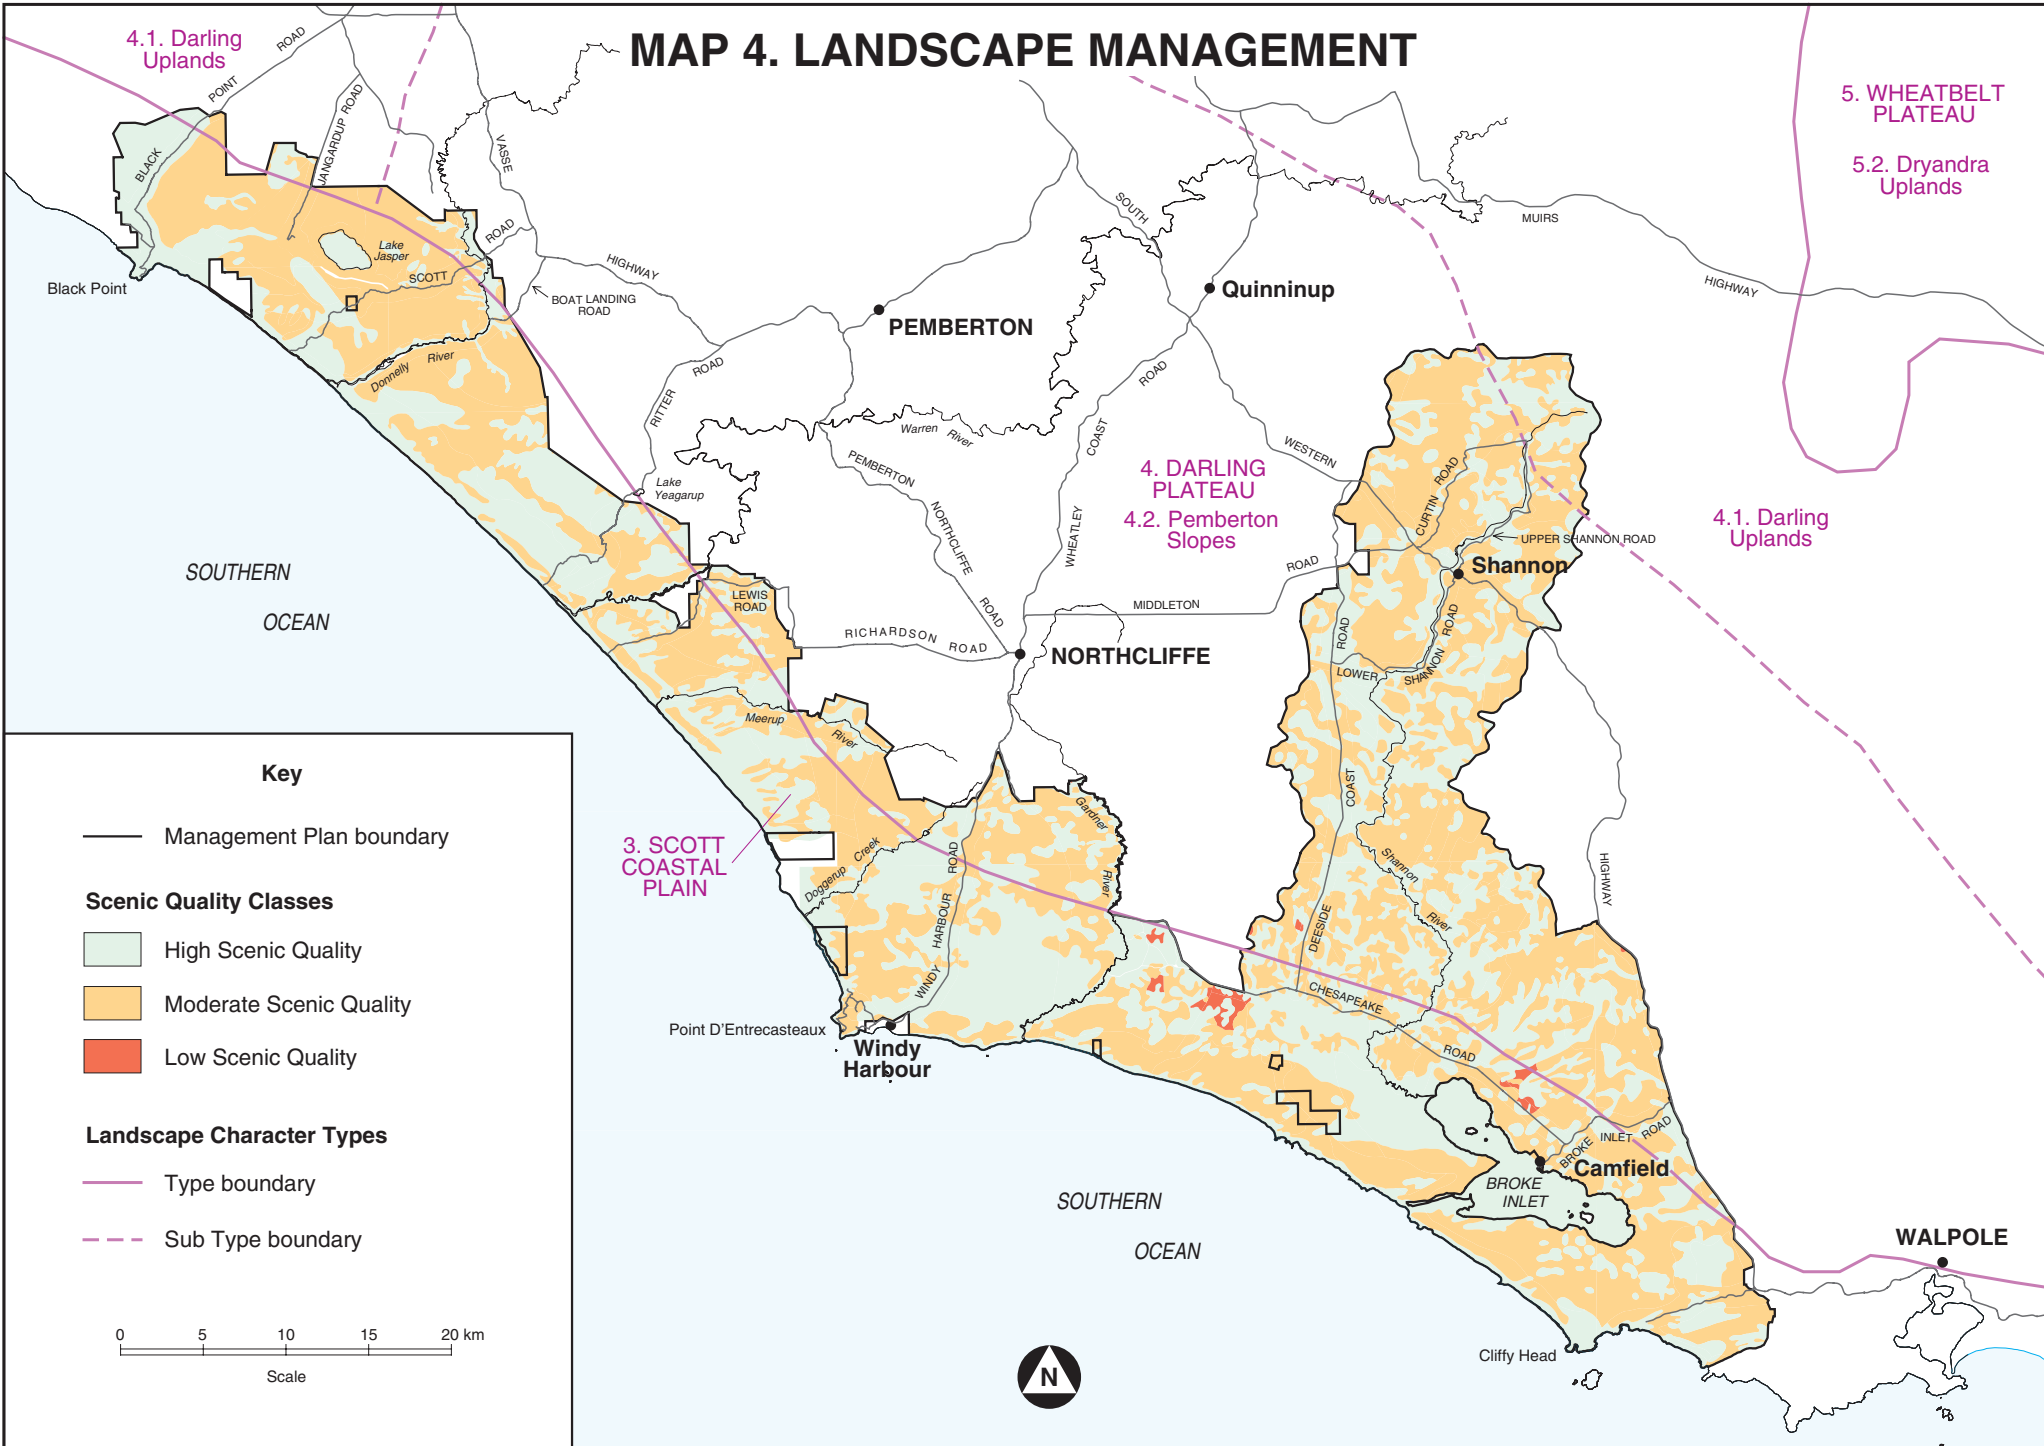 MAP 4. LANDSCAPE MANAGEMENT
4.1. Darling
Uplands
ROAD
POINT
BLACK
JANGARDUP ROAD
VASSE
ROAD
HIGHWAY
SCOTT
Lake
Jasper
BOAT LANDING
ROAD
Black Point
Donnelly
River
5. WHEATBELT
PLATEAU
5.2. Dryandra
Uplands
SOUTH
MUIRS
HIGHWAY
Quinninup
PEMBERTON
ROAD
RITTER
ROAD
COAST
WHEATLEY
Warren
River
PEMBERTON
NORTHCLIFFE
ROAD
Lake
Yeagarup
WESTERN
4. DARLING
PLATEAU
4.2. Pemberton
Slopes
CURTIN
ROAD
UPPER SHANNON ROAD
Shannon
4.1. Darling
Uplands
SOUTHERN
OCEAN
LEWIS
ROAD
RICHARDSON
ROAD
MIDDLETON
ROAD
NORTHCLIFFE
ROAD
LOWER
SHANNON
ROAD
Meerup
River
COAST
DEESIDE
HIGHWAY
Gardner
River
Shannon
River
3. SCOTT
COASTAL
PLAIN
Doggerup
Creek
WINDY
HARBOUR
ROAD
CHESAPEAKE
ROAD
Point D'Entrecasteaux
Windy
Harbour
BROKE
INLET
ROAD
Camfield
BROKE
INLET
SOUTHERN
OCEAN
WALPOLE
Cliffy Head
N
Key
Management Plan boundary
Scenic Quality Classes
High Scenic Quality
Moderate Scenic Quality
Low Scenic Quality
Landscape Character Types
Type boundary
Sub Type boundary
0 5 10 15 20 km
Scale